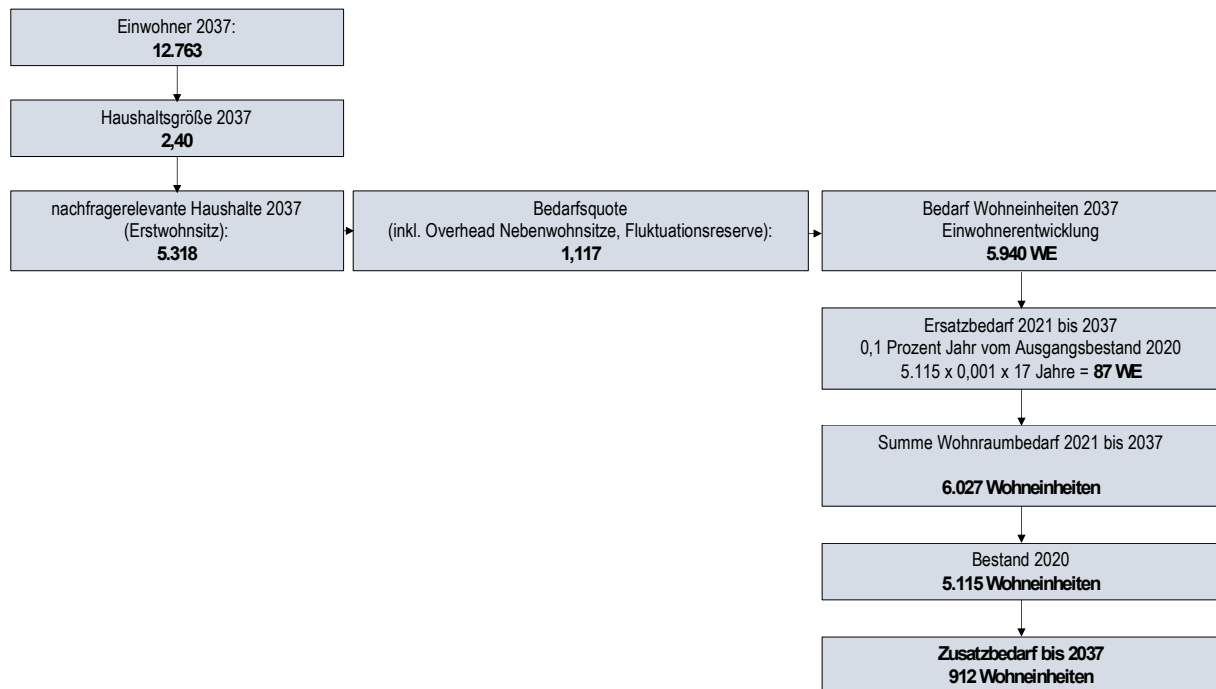 Einwohner 2037:
12.763
Haushaltsgröße 2037
2,40
nachfragerelevante Haushalte 2037
(Erstwohnsitz):
5.318
Bedarfsquote
(inkl. Overhead Nebenwohnsitze, Fluktuationsreserve):
1,117
Bedarf Wohneinheiten 2037
Einwohnerentwicklung
5.940 WE
Ersatzbedarf 2021 bis 2037
0,1 Prozent Jahr vom Ausgangsbestand 2020
5.115 x 0,001 x 17 Jahre = 87 WE
Summe Wohnraumbedarf 2021 bis 2037
6.027 Wohneinheiten
Bestand 2020
5.115 Wohneinheiten
Zusatzbedarf bis 2037
912 Wohneinheiten